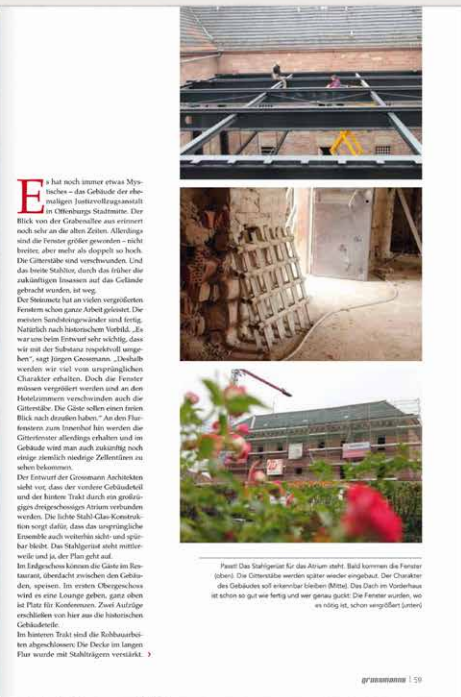 Es hat noch immer etwas Mys-
tisches – das Gebäude der ehe-
maligen Justizvollzugsanstalt
in Offenburgs Stadtmitte. Der
Blick von der Grabenallee aus erinnert
noch sehr an die alten Zeiten. Allerdings
sind die Fenster größer geworden – nicht
breiter, aber mehr als doppelt so hoch.
Die Gitterstäbe sind verschwunden. Und
das breite Stahltor, durch das früher die
zukünftigen Insassen auf das Gelände
gebracht wurden, ist weg.
Der Steinmetz hat an vielen vergrößerten
Fenstern schon ganze Arbeit geleistet. Die
meisten Sandsteingewänder sind fertig.
Natürlich nach historischem Vorbild. „Es
war uns beim Entwurf sehr wichtig, dass
wir mit der Substanz respektvoll umge-
hen“, sagt Jürgen Grossmann. „Deshalb
werden wir viel vom ursprünglichen
Charakter erhalten. Doch die Fenster
müssen vergrößert werden und an den
Hotelzimmern verschwinden auch die
Gitterstäbe. Die Gäste sollen einen freien
Blick nach draußen haben.“ An den Flur-
fenstern zum Innenhof hin werden die
Gitterfenster allerdings erhalten und im
Gebäude wird man auch zukünftig noch
einige ziemlich niedrige Zellentüren zu
sehen bekommen.
Der Entwurf der Grossmann Architekten
sieht vor, dass der vordere Gebäudeteil
und der hintere Trakt durch ein großzü-
giges dreigeschossiges Atrium verbunden
werden. Die lichte Stahl-Glas-Konstruk-
tion sorgt dafür, dass das ursprüngliche
Ensemble auch weiterhin sicht- und spür-
bar bleibt. Das Stahlgerüst steht mittler-
weile und ja, der Plan geht auf.
Im Erdgeschoss können die Gäste im Res-
taurant, überdacht zwischen den Gebäu-
den, speisen. Im ersten Obergeschoss
wird es eine Lounge geben, ganz oben
ist Platz für Konferenzen. Zwei Aufzüge
erschließen von hier aus die historischen
Gebäudeteile.
Im hinteren Trakt sind die Rohbauarbei-
ten abgeschlossen: Die Decke im langen
Flur wurde mit Stahlträgern verstärkt. ›
Passt! Das Stahlgerüst für das Atrium steht. Bald kommen die Fenster
(oben). Die Gitterstäbe werden später wieder eingebaut. Der Charakter
des Gebäudes soll erkennbar bleiben (Mitte). Das Dach im Vorderhaus
ist schon so gut wie fertig und wer genau guckt: Die Fenster wurden, wo
es nötig ist, schon vergrößert (unten)
grossmann | 59